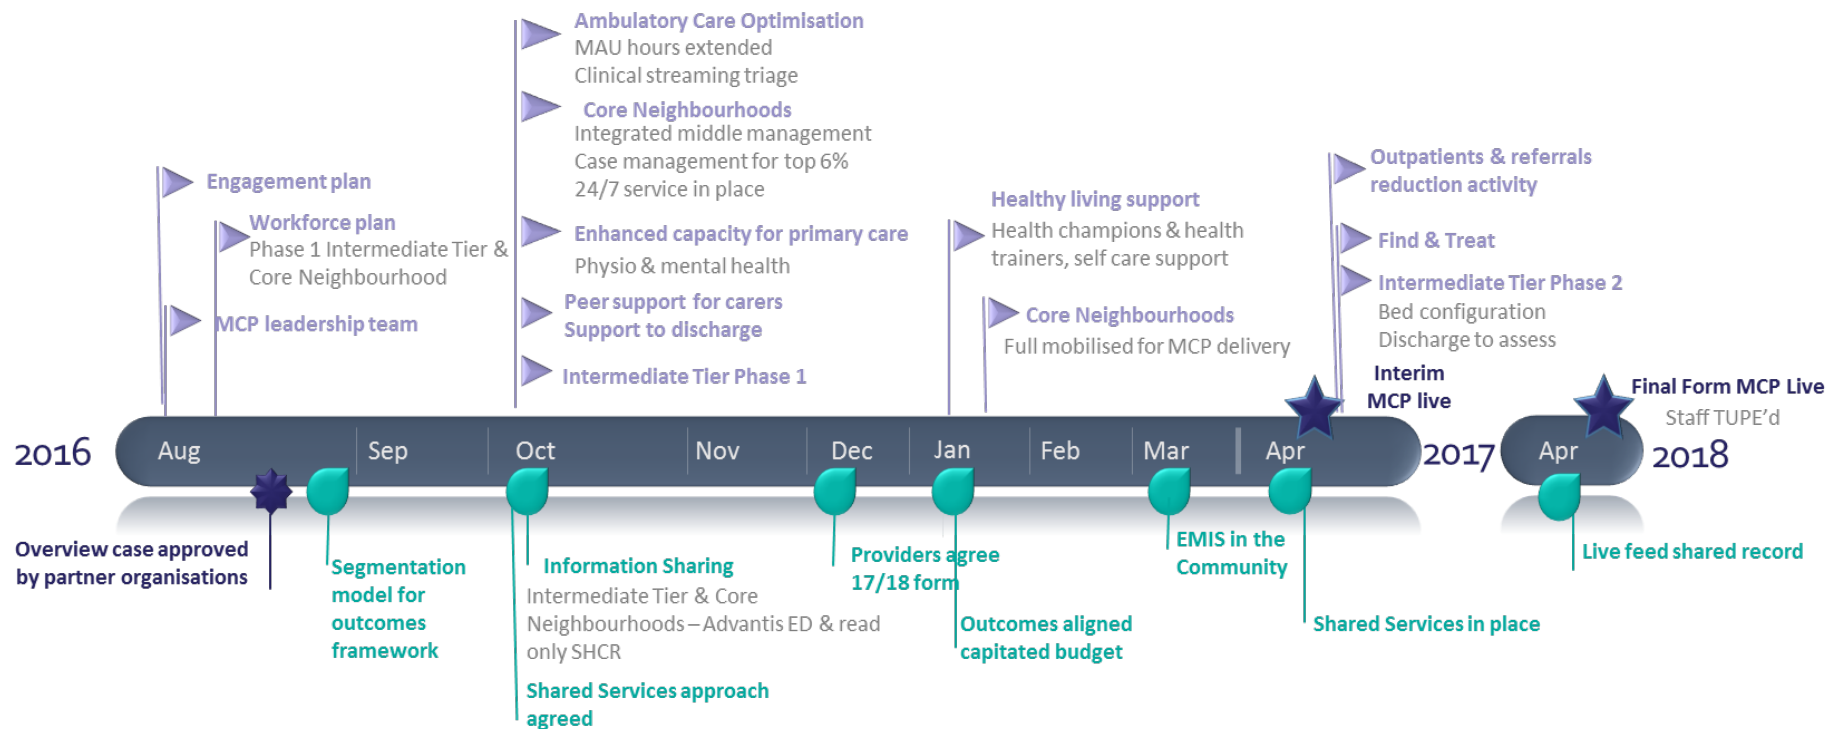 Ambulatory Care Optimisation
MAU hours extended
Clinical streaming triage
Core Neighbourhoods
Integrated middle management
Case management for top 6%
24/7 service in place
Enhanced capacity for primary care
Physio & mental health
Peer support for carers
Support to discharge
Intermediate Tier Phase 1
Engagement plan
Workforce plan
Phase 1 Intermediate Tier &
Core Neighbourhood
MCP leadership team
Healthy living support
Health champions & health
trainers, self care support
Core Neighbourhoods
Full mobilised for MCP delivery
Outpatients & referrals
reduction activity
Find & Treat
Intermediate Tier Phase 2
Bed configuration
Discharge to assess
Interim
MCP live
Final Form MCP Live
Staff TUPE'd
2016 Aug Sep Oct Nov Dec Jan Feb Mar Apr 2017 Apr 2018
Overview case approved
by partner organisations
Segmentation
model for
outcomes
framework
Information Sharing
Intermediate Tier & Core
Neighbourhoods – Advantis ED & read
only SHCR
Shared Services approach
agreed
Providers agree
17/18 form
Outcomes aligned
capitated budget
EMIS in the
Community
Shared Services in place
Live feed shared record